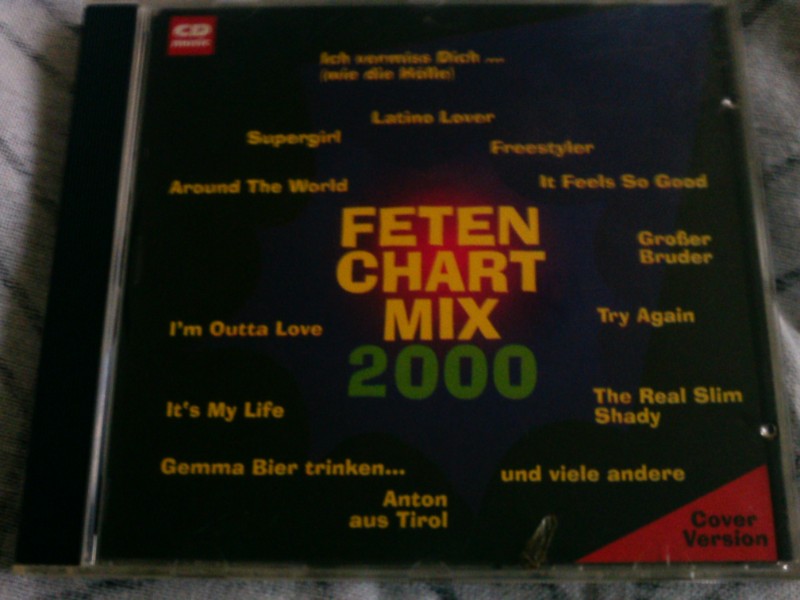 CD
music
Ich vermiss Dich ...
(wie die Hölle)
Latino Lover
Supergirl
Freestyler
Around The World
It Feels So Good
FETEN
CHART
MIX
2000
Großer
Bruder
Try Again
I'm Outta Love
The Real Slim
Shady
It's My Life
Gemma Bier trinken...
und viele andere
Anton
aus Tirol
Cover
Version